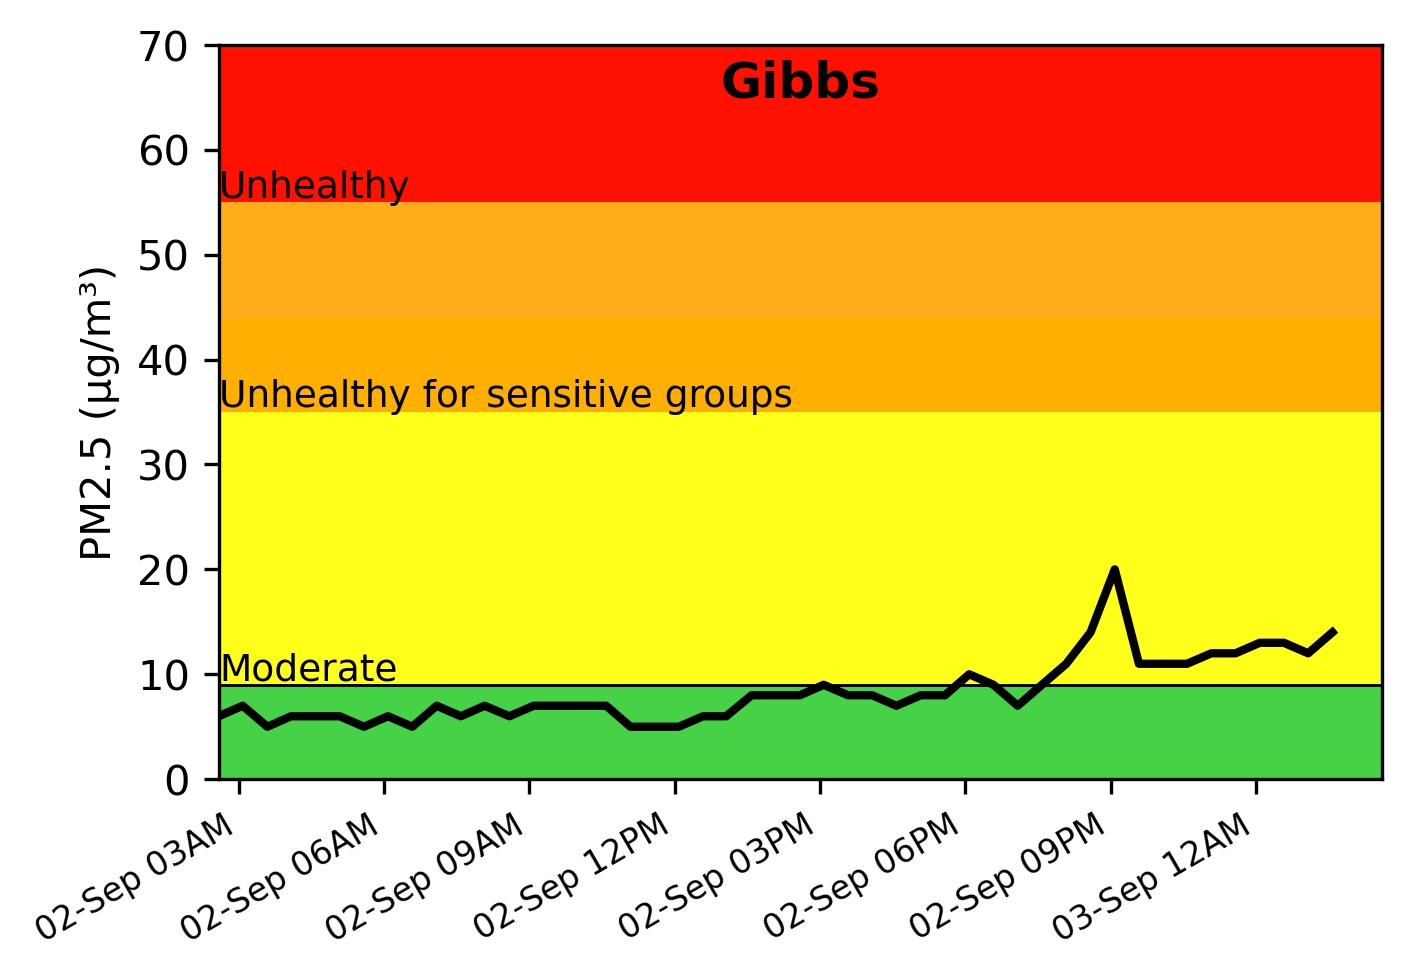 Gibbs
PM2.5 (µg/m³)
70
60
50
40
30
20
10
0
Unhealthy
Unhealthy for sensitive groups
Moderate
02-Sep 03AM
02-Sep 06AM
02-Sep 09AM
02-Sep 12PM
02-Sep 03PM
02-Sep 06PM
02-Sep 09PM
03-Sep 12AM